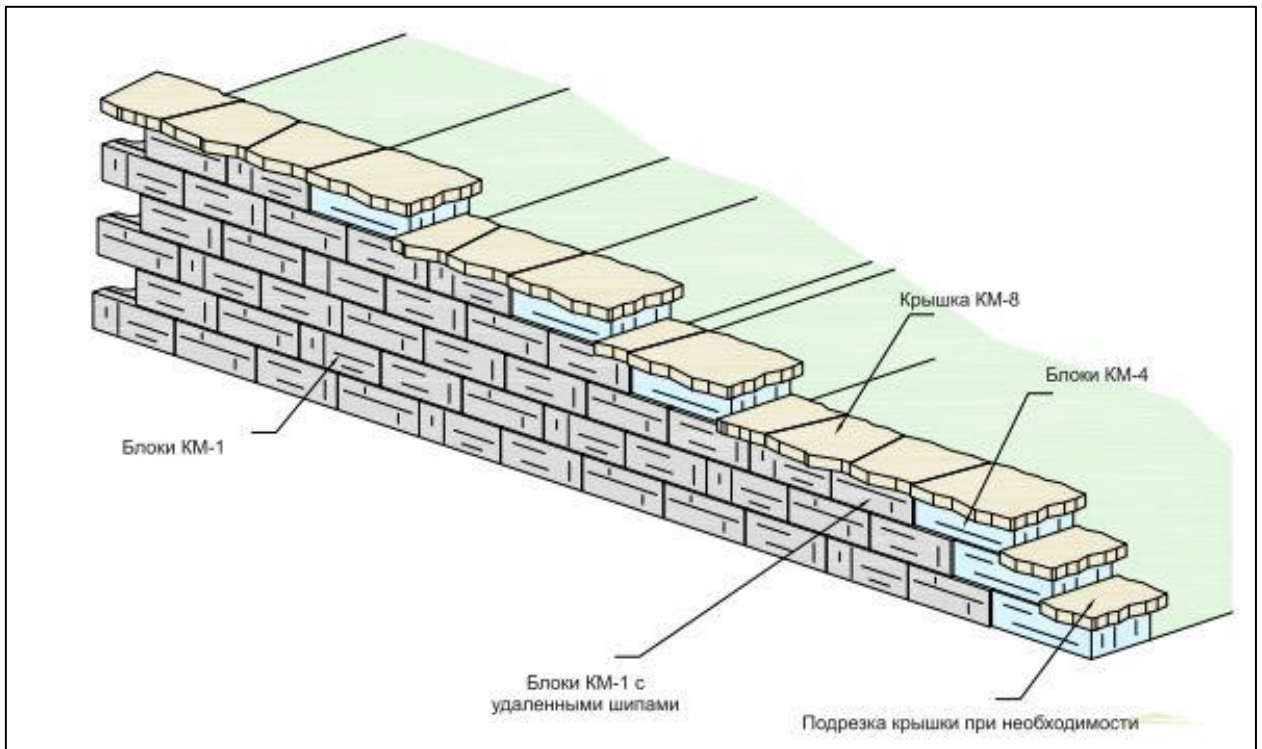 Крышка КМ-8
Блоки КМ-4
Блоки КМ-1
Блоки КМ-1 с
удаленными шипами
Подрезка крышки при необходимости